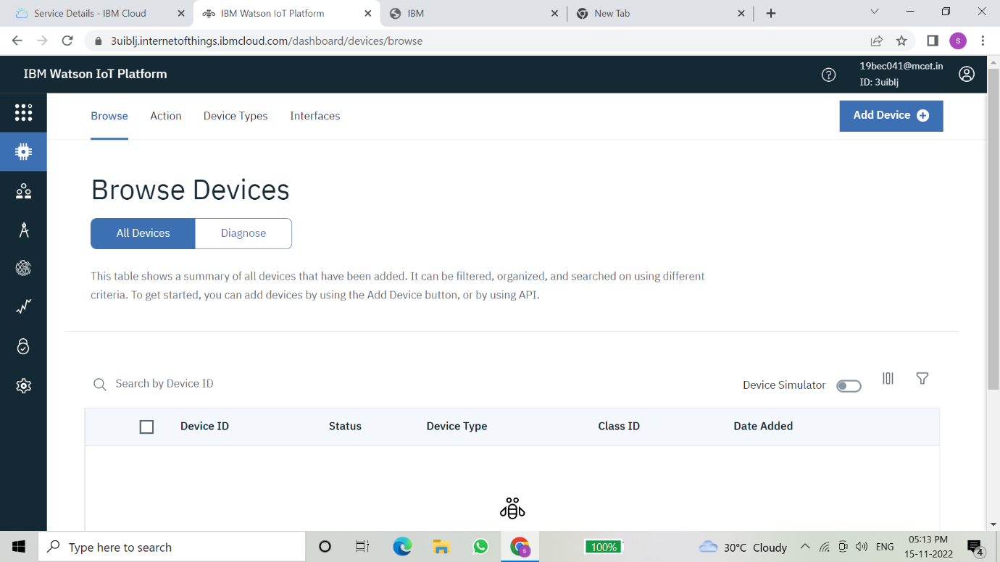 Service Details - IBM Cloud
IBM Watson IoT Platform
IBM
New Tab
3uiblj.internetofthings.ibmcloud.com/dashboard/devices/browse
s
IBM Watson IoT Platform
?
19bec041@mcet.in
ID: 3uiblj
Browse Action Device Types Interfaces
Add Device
Browse Devices
All Devices Diagnose
This table shows a summary of all devices that have been added. It can be filtered, organized, and searched on using different
criteria. To get started, you can add devices by using the Add Device button, or by using API.
Search by Device ID
Device Simulator
Device ID Status Device Type Class ID Date Added
Type here to search
s
100%
30°C Cloudy
ENG
05:13 PM
15-11-2022
4